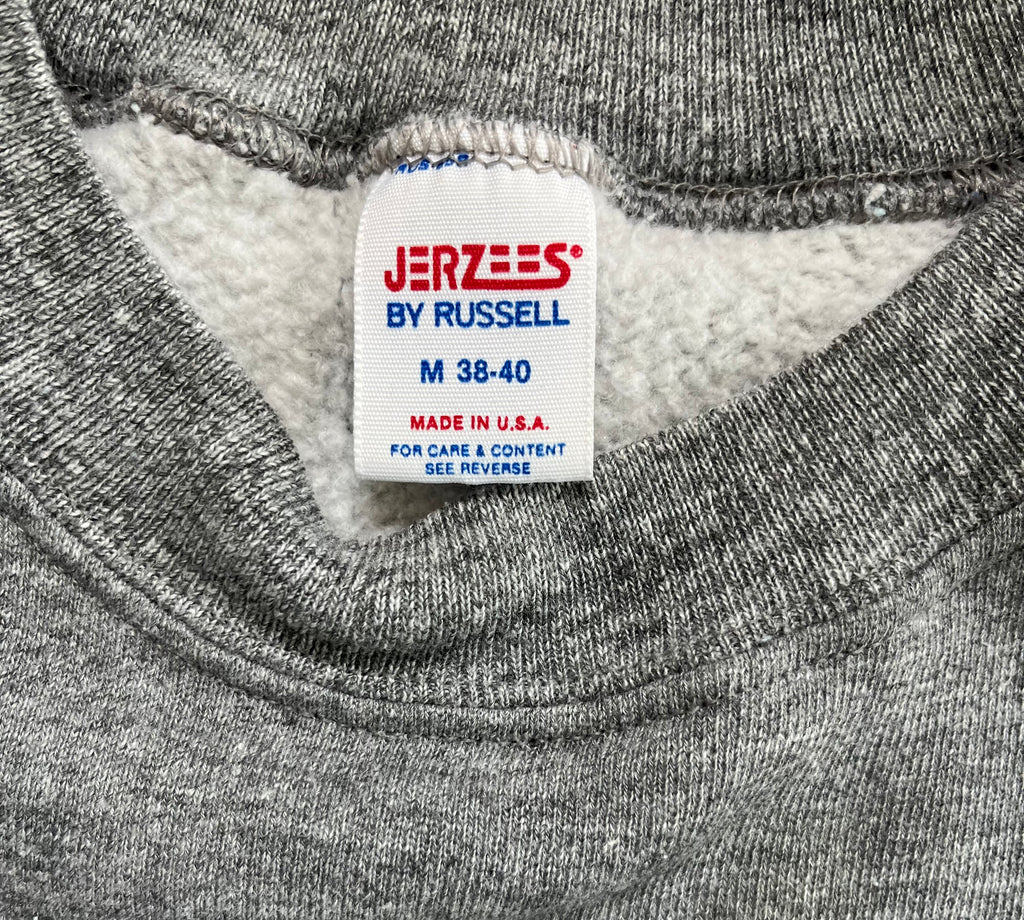 JERZEES®
BY RUSSELL
M 38-40
MADE IN U.S.A.
FOR CARE & CONTENT
SEE REVERSE